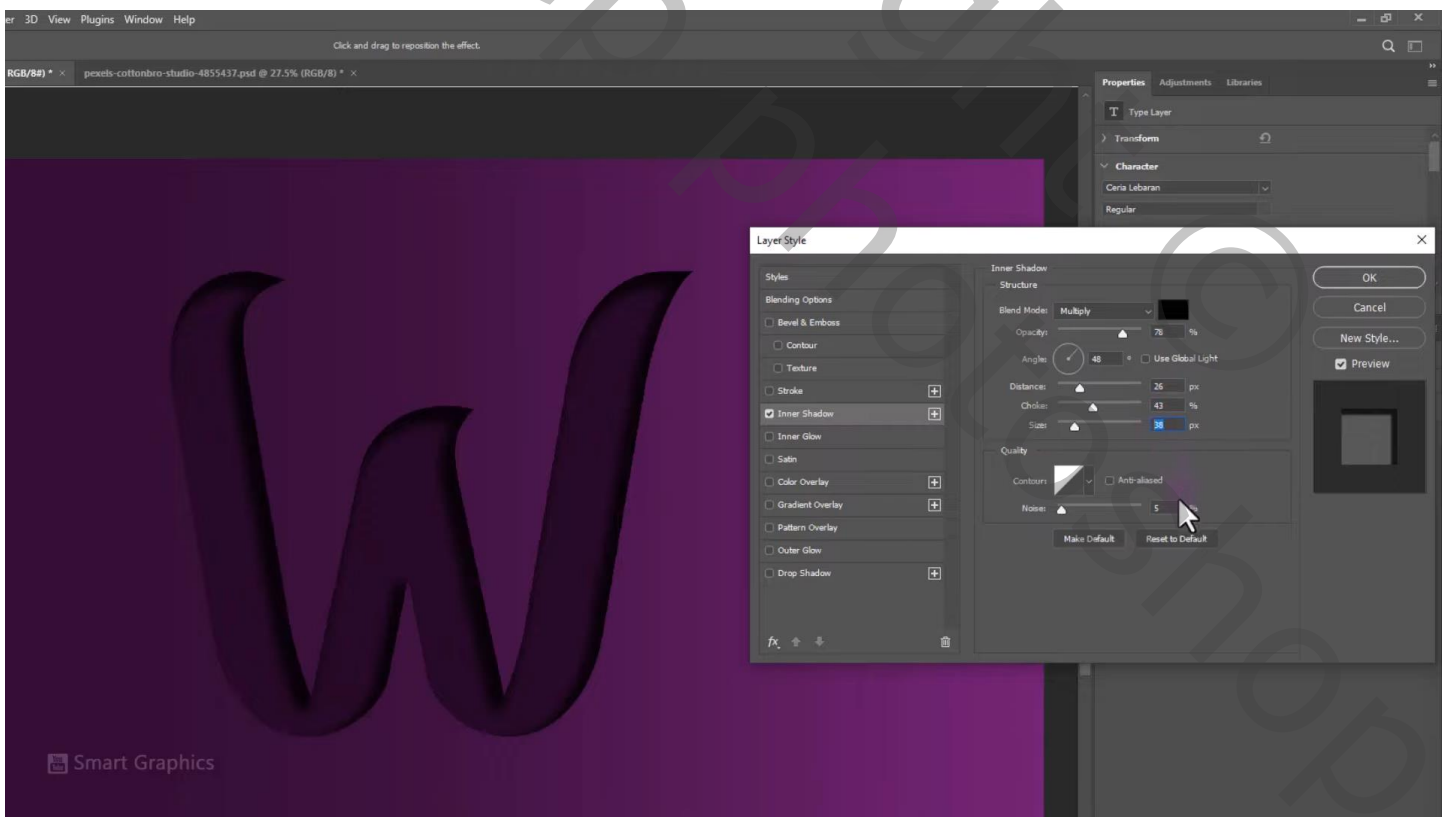 er 3D View Plugins Window Help
Click and drag to reposition the effect.
RGB/8#) * × pexels-cottonbro-studio-4855437.psd @ 27.5% (RGB/8) * ×
Properties Adjustments Libraries
T Type Layer
Transform
Character
Ceria Lebaran
Regular
Layer Style
Styles
Blending Options
Bevel & Emboss
Contour
Texture
Stroke
Inner Shadow
Inner Glow
Satin
Color Overlay
Gradient Overlay
Pattern Overlay
Outer Glow
Drop Shadow
fx
Inner Shadow
Structure
Blend Mode: Multiply
Opacity: 78 %
Angle: 48 ° Use Global Light
Distance: 26 px
Choke: 43 %
Size: 38 px
Quality
Contour: Anti-aliased
Noise: 5 %
Make Default Reset to Default
OK
Cancel
New Style...
Preview
W
Smart Graphics
photoshop
©